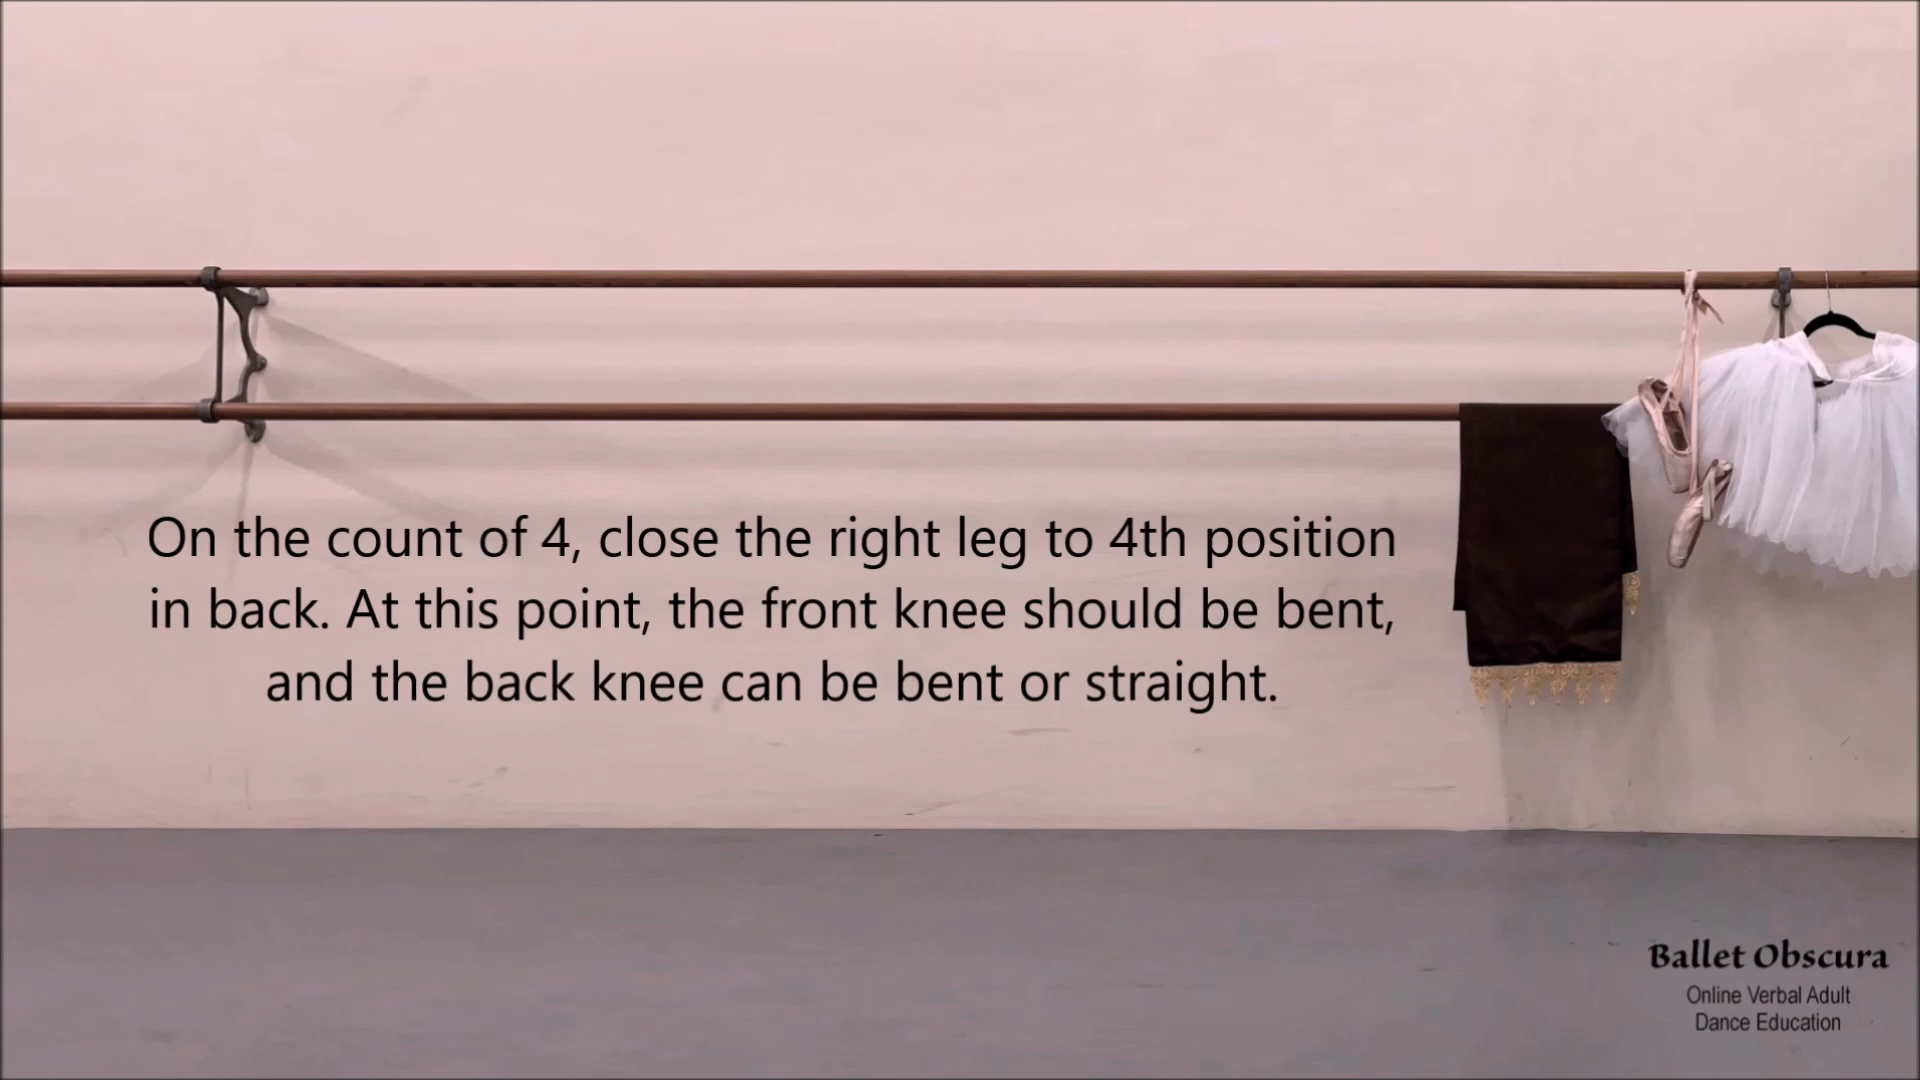 On the count of 4, close the right leg to 4th position
in back. At this point, the front knee should be bent,
and the back knee can be bent or straight.
Ballet Obscura
Online Verbal Adult
Dance Education